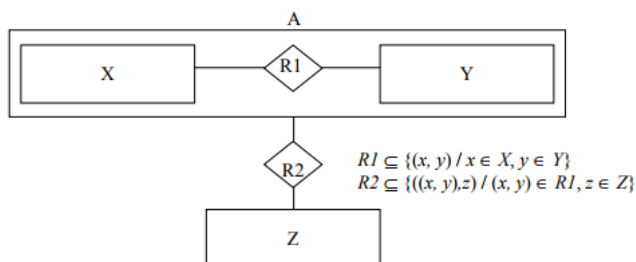 A
X
R1
Y
R2
R1 ⊆ {(x, y) / x ∈ X, y ∈ Y}
R2 ⊆ {((x, y),z) / (x, y) ∈ R1, z ∈ Z}
Z